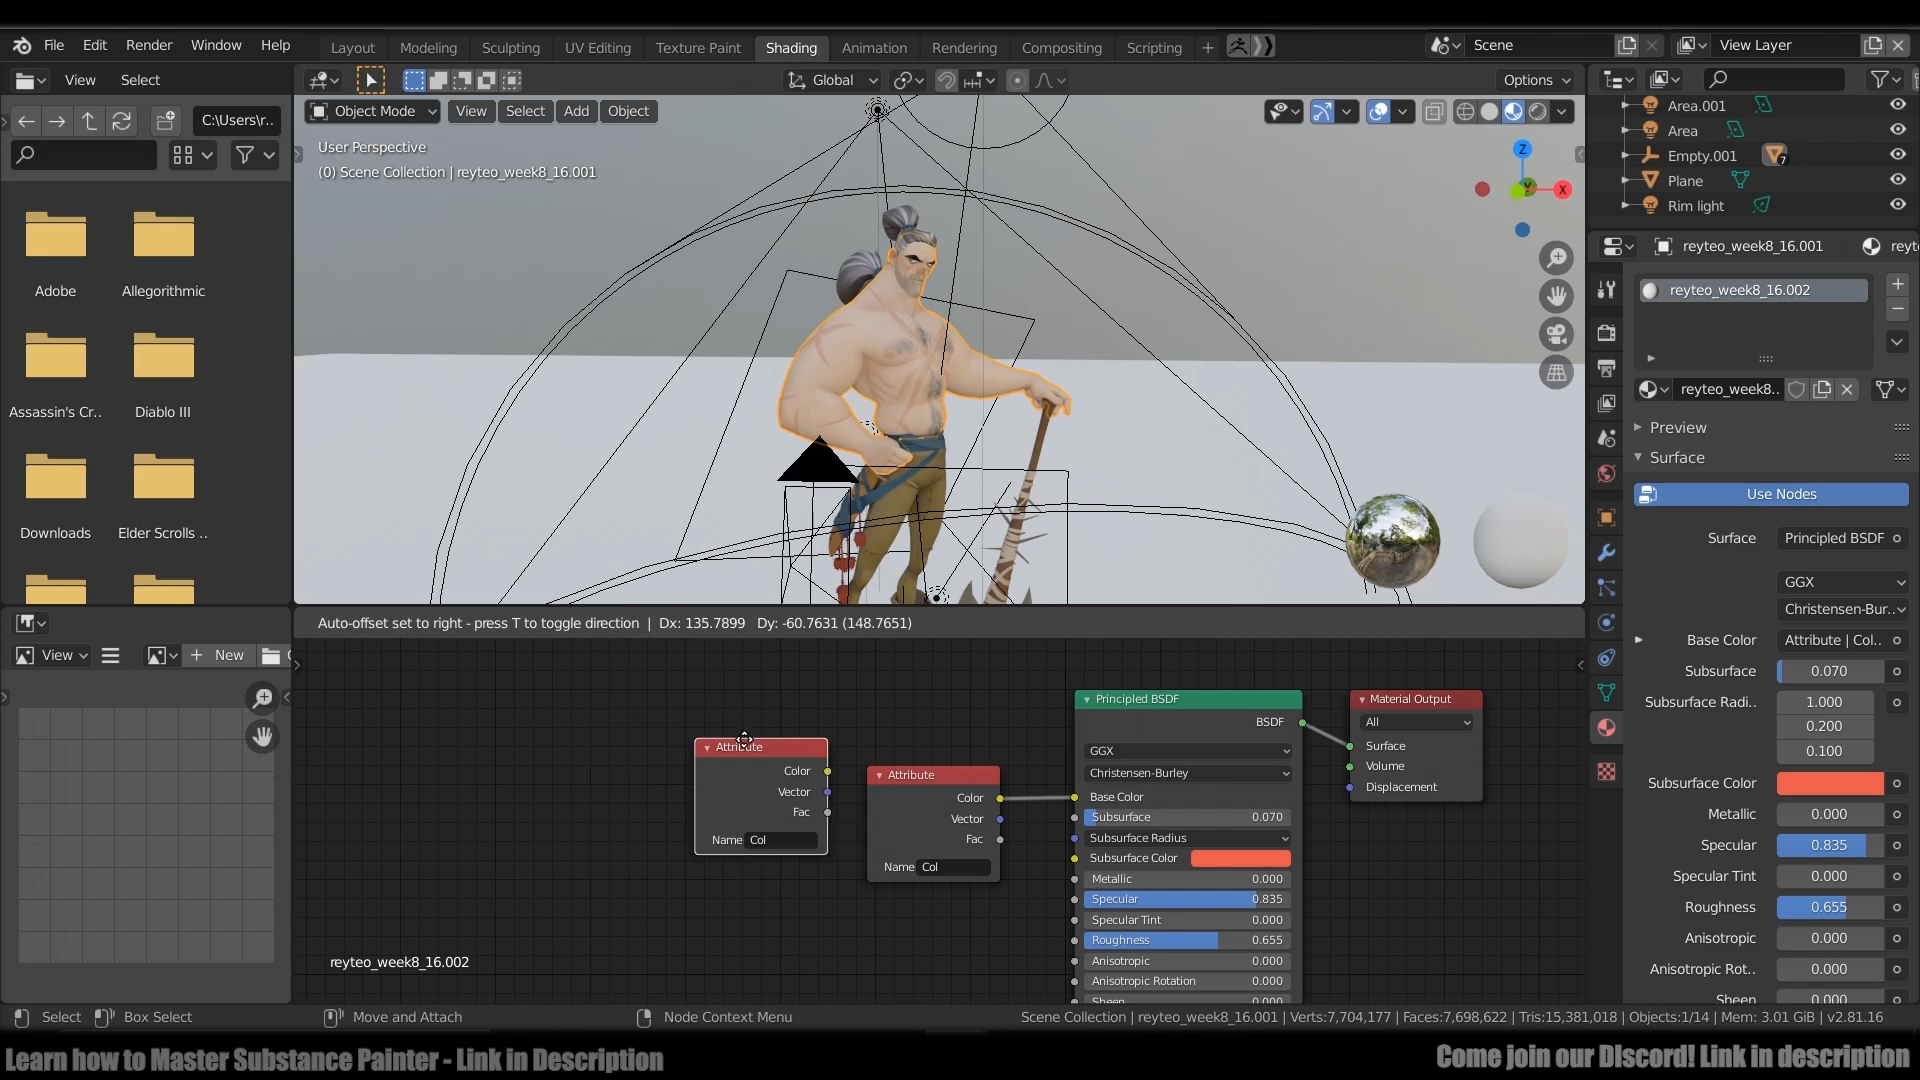 File Edit Render Window Help
Layout Modeling Sculpting UV Editing Texture Paint Shading Animation Rendering Compositing Scripting +
Scene
View Layer
View Select
Global
Options
C:\Users\r..
Object Mode View Select Add Object
User Perspective
(0) Scene Collection | reyteo_week8_16.001
Z
Y
X
Adobe
Allegorithmic
Assassin's Cr..
Diablo III
Downloads
Elder Scrolls ..
Area.001
Area
Empty.001
7
Plane
Rim light
reyteo_week8_16.001
reyt
reyteo_week8_16.002
reyteo_week8..
Preview
Surface
Use Nodes
Surface Principled BSDF
GGX
Christensen-Bur..
Base Color Attribute | Col..
Subsurface 0.070
Subsurface Radi.. 1.000
0.200
0.100
Subsurface Color
Metallic 0.000
Specular 0.835
Specular Tint 0.000
Roughness 0.655
Anisotropic 0.000
Anisotropic Rot.. 0.000
Sheen 0.000
Auto-offset set to right - press T to toggle direction | Dx: 135.7899 Dy: -60.7631 (148.7651)
View
+ New
Attribute
Color
Vector
Fac
Name Col
Attribute
Color
Vector
Fac
Name Col
Principled BSDF
BSDF
GGX
Christensen-Burley
Base Color
Subsurface 0.070
Subsurface Radius
Subsurface Color
Metallic 0.000
Specular 0.835
Specular Tint 0.000
Roughness 0.655
Anisotropic 0.000
Anisotropic Rotation 0.000
Sheen 0.000
Material Output
All
Surface
Volume
Displacement
reyteo_week8_16.002
Select Box Select Move and Attach Node Context Menu
Scene Collection | reyteo_week8_16.001 | Verts:7,704,177 | Faces:7,698,622 | Tris:15,381,018 | Objects:1/14 | Mem: 3.01 GiB | v2.81.16
Learn how to Master Substance Painter - Link in Description
Come join our DIscord! Link in description